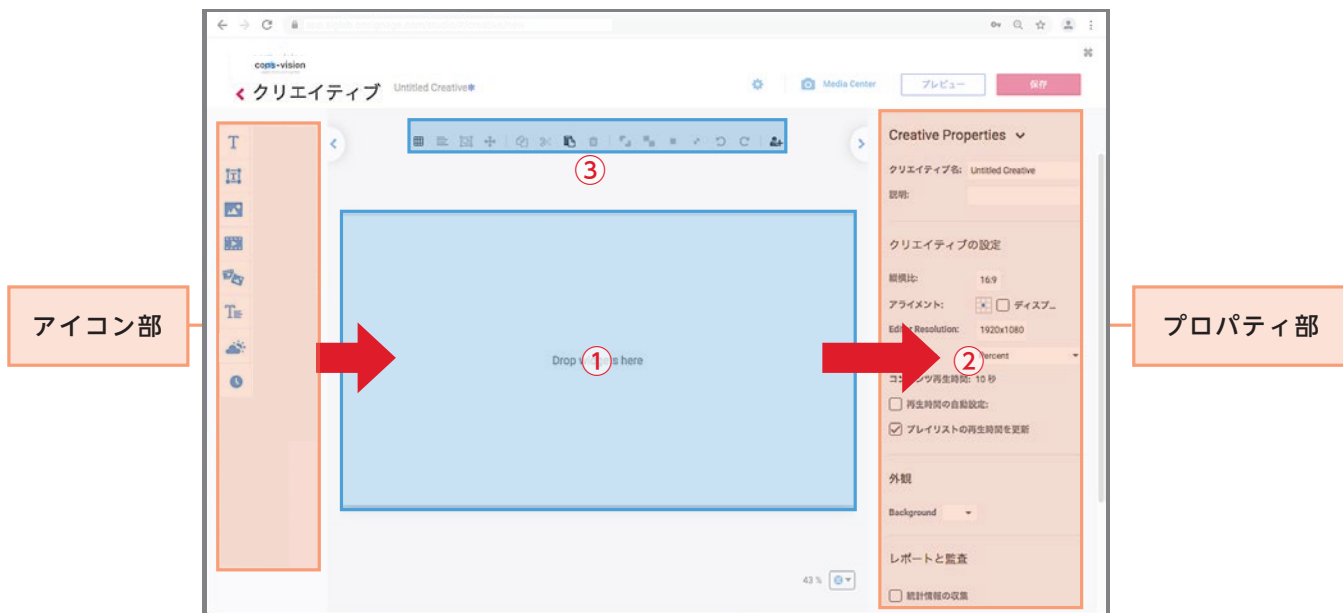 cons•vision
クリエイティブ
Untitled Creative*
Media Center
プレビュー
保存
T
③
アイコン部
Drop
①
s here
43 %
Creative Properties
クリエイティブ名: Untitled Creative
説明:
クリエイティブの設定
縦横比: 16:9
アライメント: ディスプ...
Resolution: 1920x1080
②
Percent
再生時間: 10 秒
再生時間の自動設定:
プレイリストの再生時間を更新
外観
Background
レポートと監査
統計情報の収集
プロパティ部